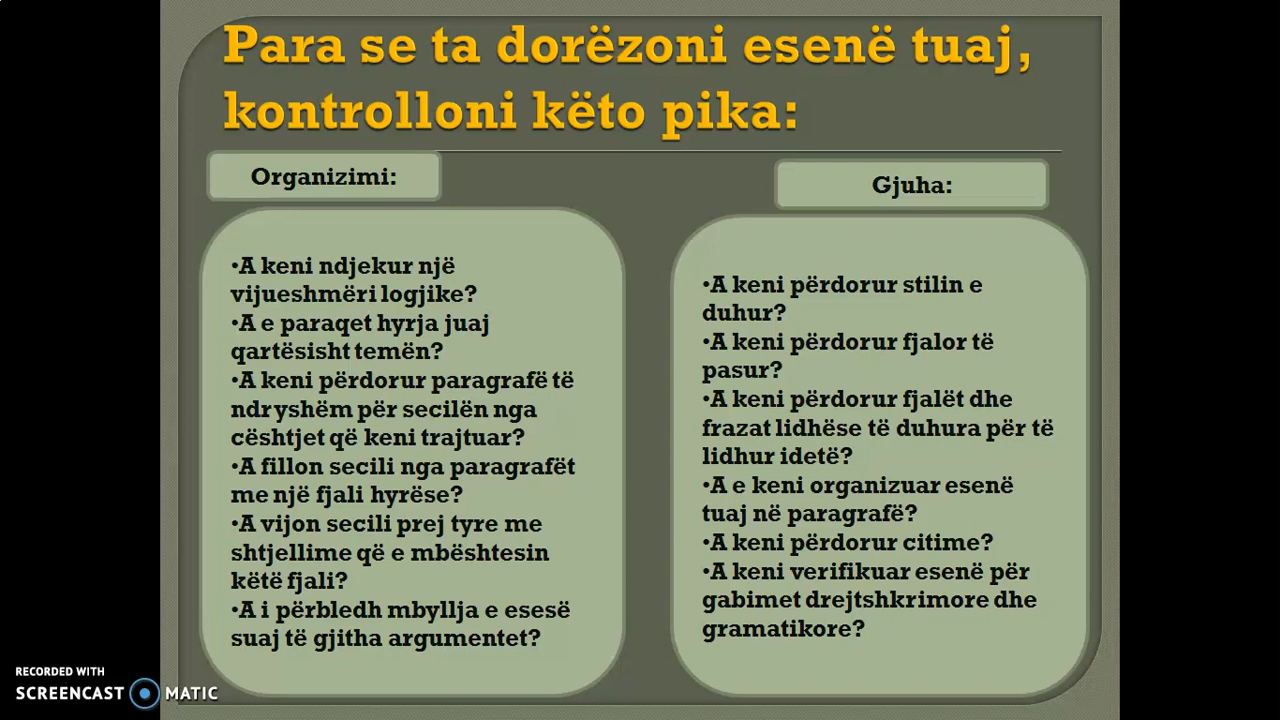 Para se ta dorëzoni esenë tuaj,
kontrolloni këto pika:
Organizimi:
•A keni ndjekur një
vijueshmëri logjike?
•A e paraqet hyrja juaj
qartësisht temën?
•A keni përdorur paragrafë të
ndryshëm për secilën nga
cështjet që keni trajtuar?
•A fillon secili nga paragrafët
me një fjali hyrëse?
•A vijon secili prej tyre me
shtjellime që e mbështesin
këtë fjali?
•A i përbledh mbyllja e esesë
suaj të gjitha argumentet?
Gjuha:
•A keni përdorur stilin e
duhur?
•A keni përdorur fjalor të
pasur?
•A keni përdorur fjalët dhe
frazat lidhëse të duhura për të
lidhur idetë?
•A e keni organizuar esenë
tuaj në paragrafë?
•A keni përdorur citime?
•A keni verifikuar esenë për
gabimet drejtshkrimore dhe
gramatikore?
RECORDED WITH
SCREENCAST MATIC